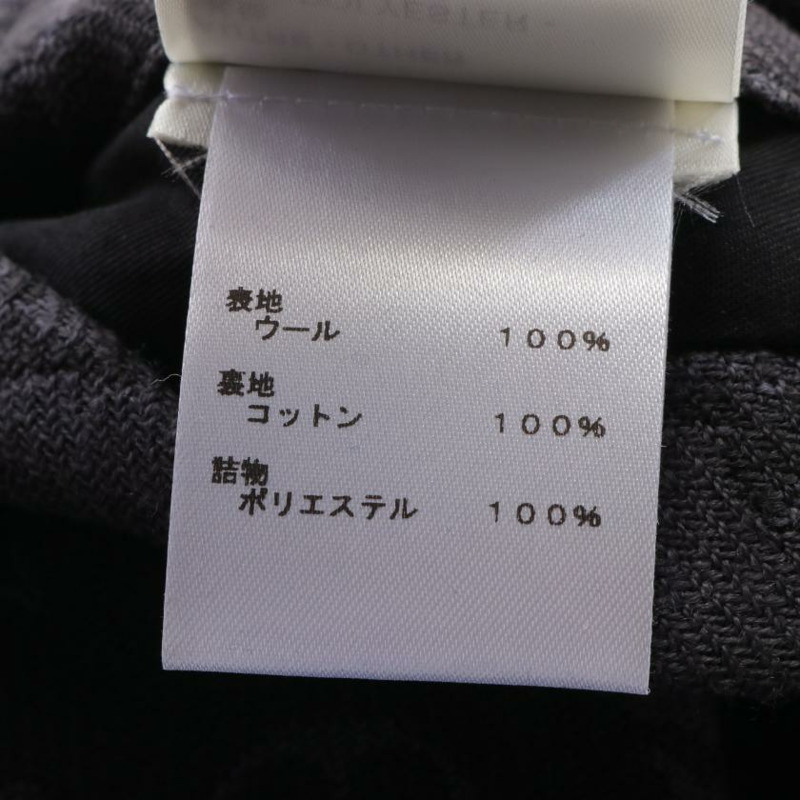 表地
ウール 100%
裏地
コットン 100%
詰物
ポリエステル 100%